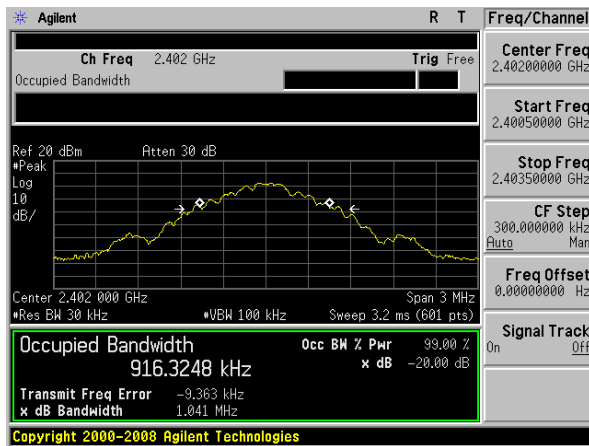 Agilent R T Freq/Channel
Ch Freq 2.402 GHz Trig Free
Occupied Bandwidth
Center Freq
2.40200000 GHz
Start Freq
2.40050000 GHz
Ref 20 dBm Atten 30 dB
#Peak
Log
10
dB/
Stop Freq
2.40350000 GHz
CF Step
300.000000 kHz
Auto Man
Freq Offset
0.00000000 Hz
Center 2.402 000 GHz Span 3 MHz
#Res BW 30 kHz #VBW 100 kHz Sweep 3.2 ms (601 pts)
Signal Track
On Off
Occupied Bandwidth Occ BW % Pwr 99.00 %
916.3248 kHz x dB -20.00 dB
Transmit Freq Error -9.363 kHz
x dB Bandwidth 1.041 MHz
Copyright 2000-2008 Agilent Technologies